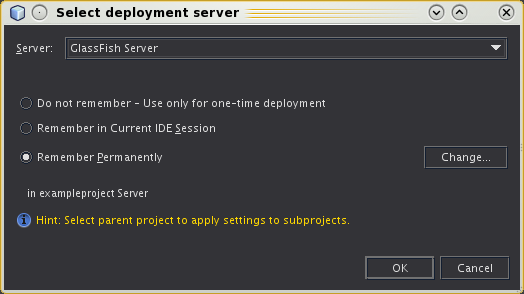 Select deployment server
Server: GlassFish Server
Do not remember - Use only for one-time deployment
Remember in Current IDE Session
Remember Permanently Change...
in exampleproject Server
Hint: Select parent project to apply settings to subprojects.
OK Cancel